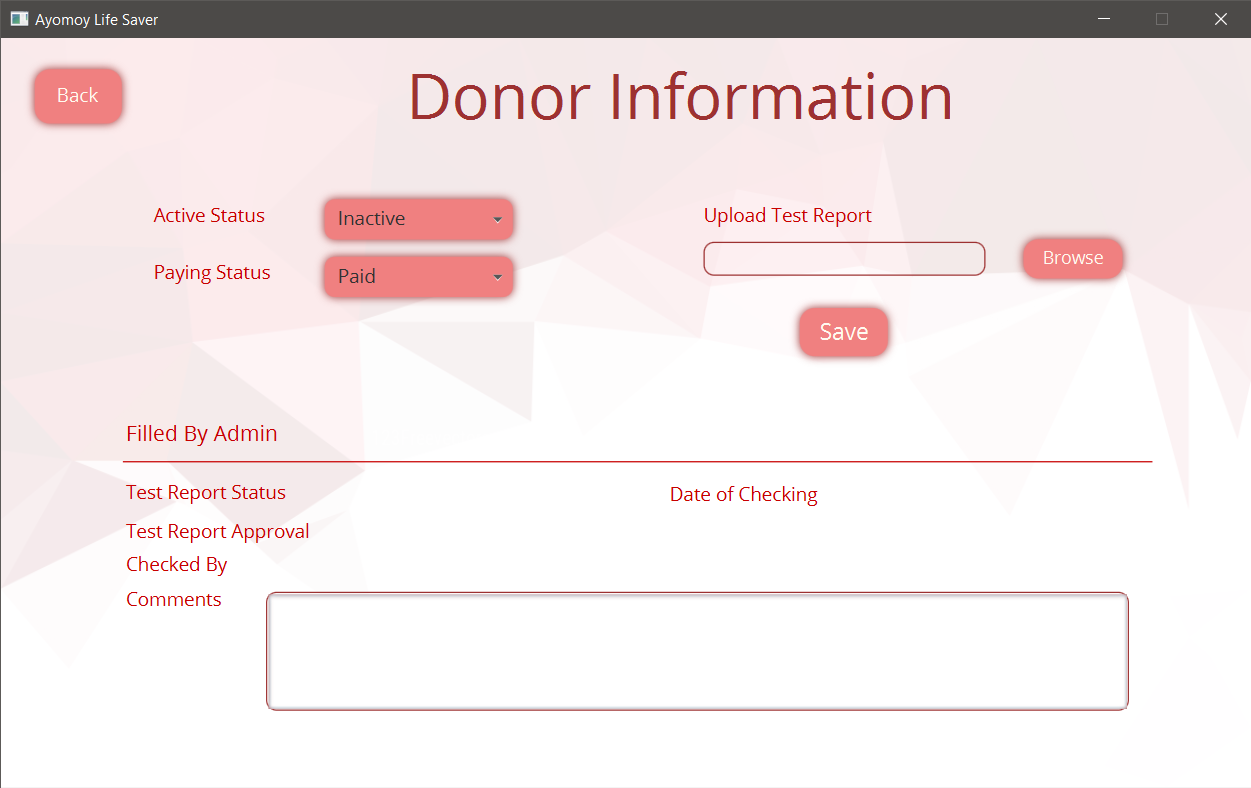 Ayomoy Life Saver
Back
Donor Information
Active Status
Inactive
Upload Test Report
Paying Status
Paid
Browse
Save
Filled By Admin
Test Report Status
Date of Checking
Test Report Approval
Checked By
Comments